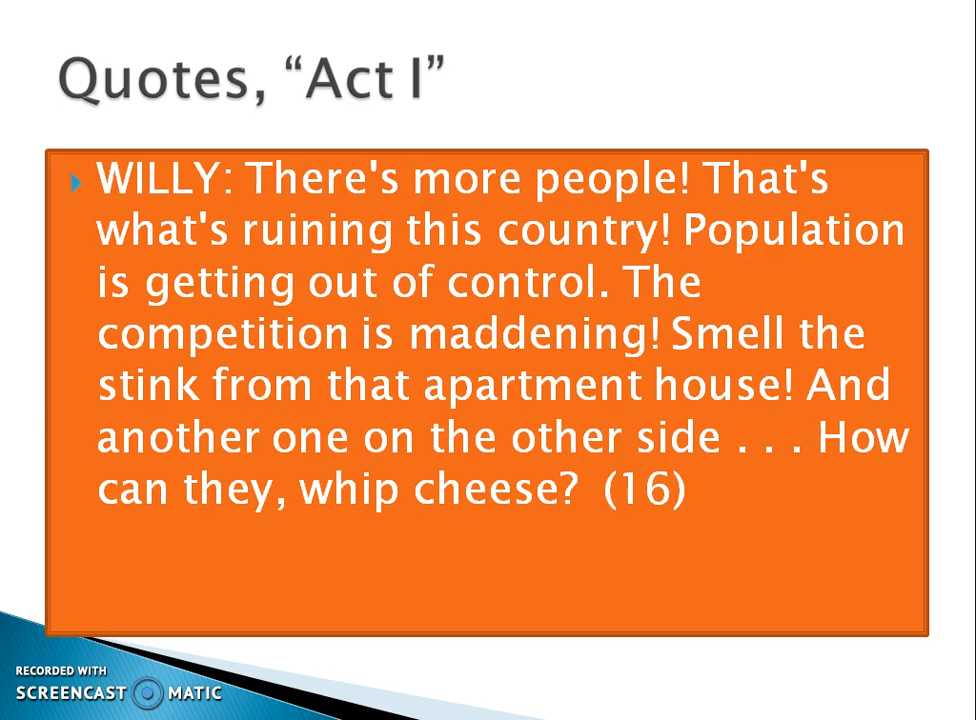 Quotes, “Act I”
WILLY: There's more people! That's
what's ruining this country! Population
is getting out of control. The
competition is maddening! Smell the
stink from that apartment house! And
another one on the other side . . . How
can they, whip cheese? (16)
RECORDED WITH
SCREENCAST MATIC